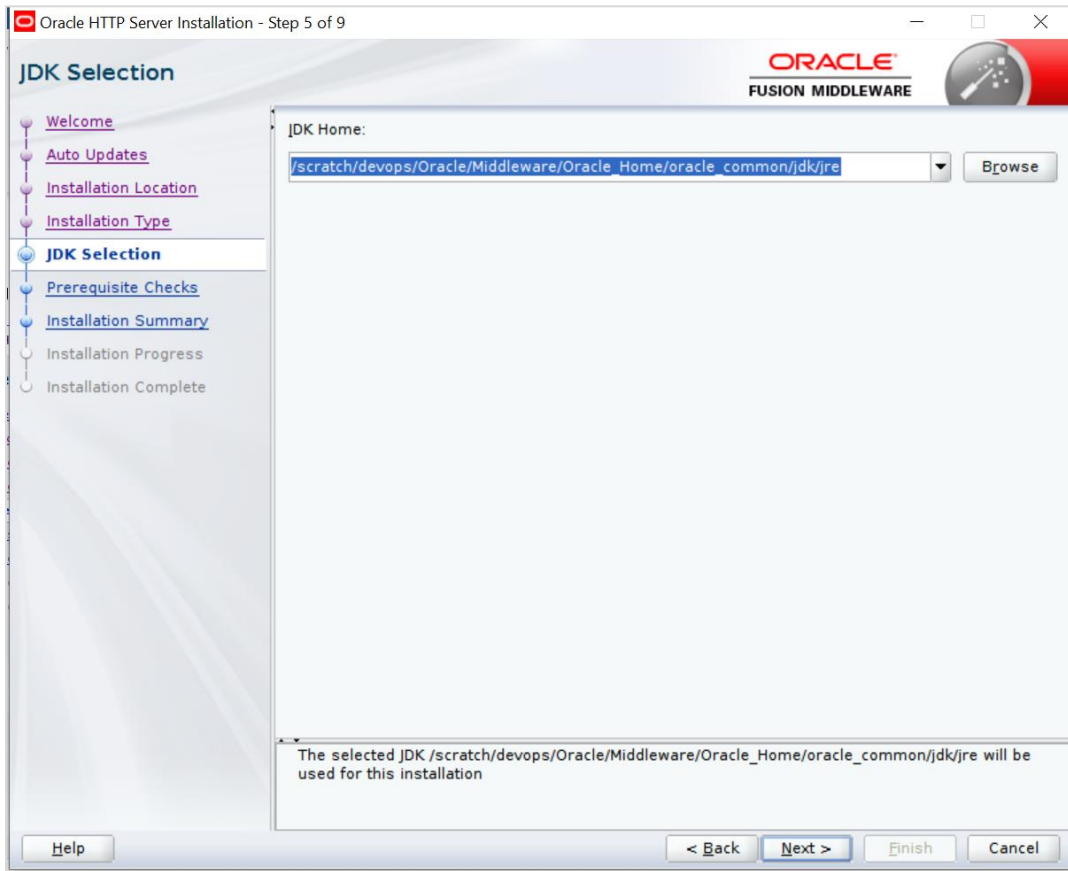 Oracle HTTP Server Installation - Step 5 of 9
JDK Selection
ORACLE
FUSION MIDDLEWARE
Welcome
Auto Updates
Installation Location
Installation Type
JDK Selection
Prerequisite Checks
Installation Summary
Installation Progress
Installation Complete
JDK Home:
/scratch/devops/Oracle/Middleware/Oracle_Home/oracle_common/jdk/jre
Browse
The selected JDK /scratch/devops/Oracle/Middleware/Oracle_Home/oracle_common/jdk/jre will be
used for this installation
Help
< Back
Next >
Finish
Cancel